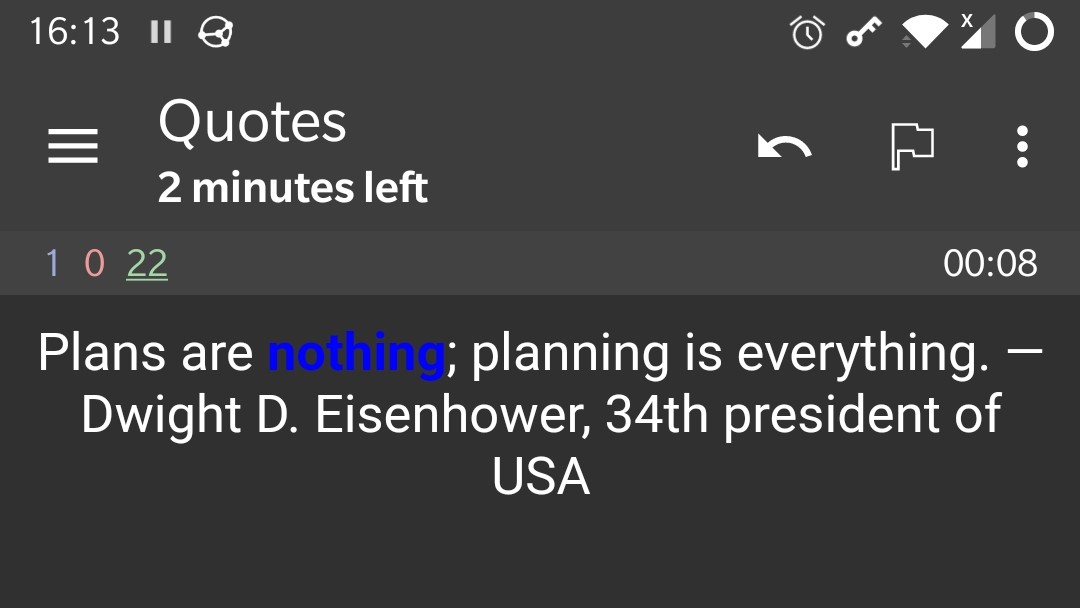 16:13
x
Quotes
2 minutes left
1 0 22 00:08
Plans are nothing; planning is everything. —
Dwight D. Eisenhower, 34th president of
USA